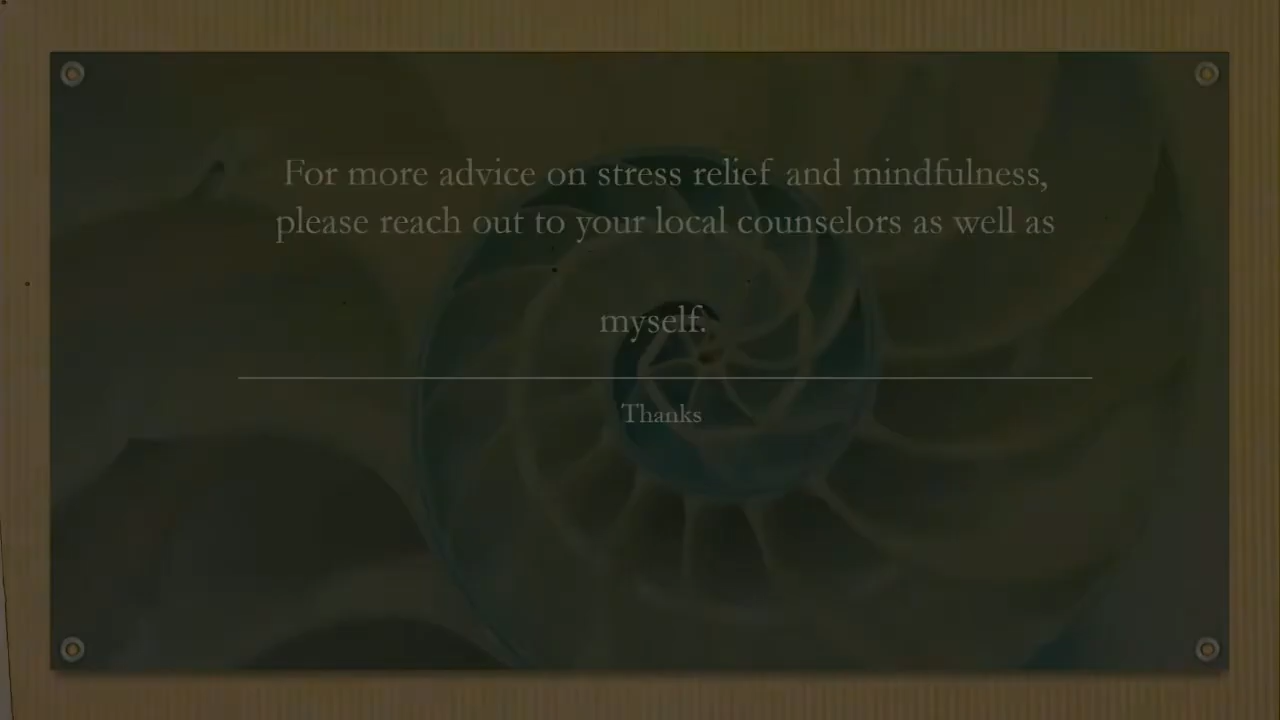 For more advice on stress relief and mindfulness,
please reach out to your local counselors as well as
myself.
Thanks